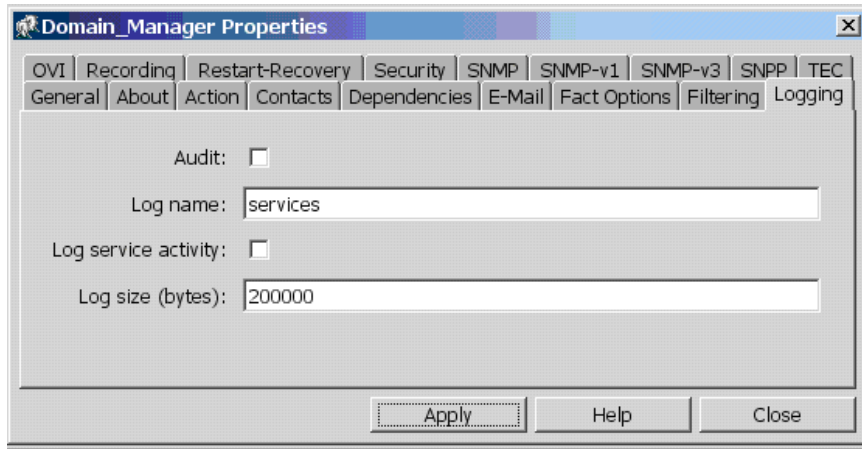 Domain_Manager Properties
OVI Recording Restart-Recovery Security SNMP SNMP-v1 SNMP-v3 SNPP TEC
General About Action Contacts Dependencies E-Mail Fact Options Filtering Logging
Audit:
Log name: services
Log service activity:
Log size (bytes): 200000
Apply Help Close